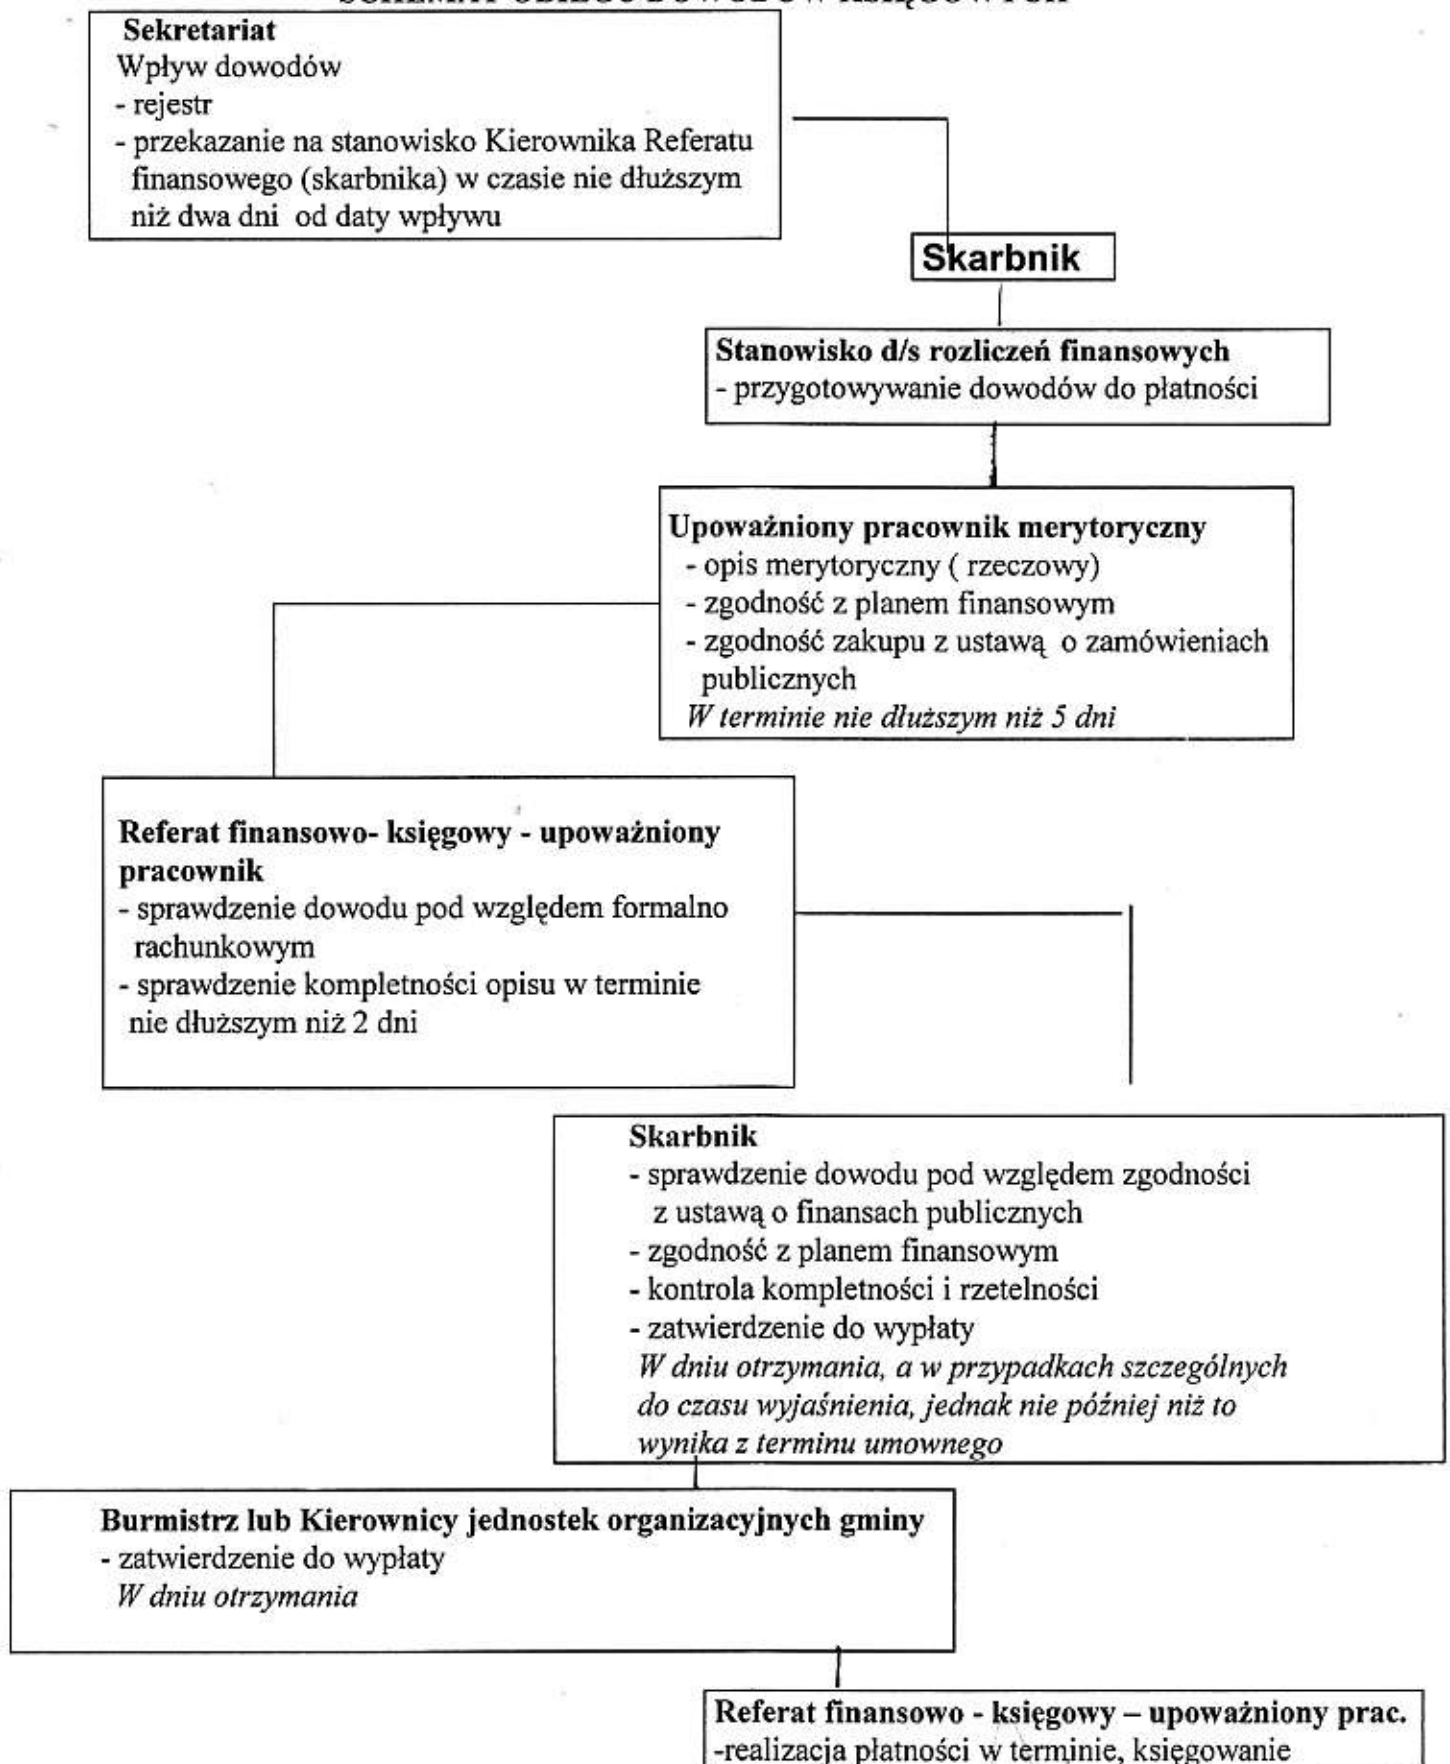 SCHEMAT OBIEGU DOWODÓW KSIĘGOWYCH
Sekretariat
Wpływ dowodów
- rejestr
- przekazanie na stanowisko Kierownika Referatu
finansowego (skarbnika) w czasie nie dłuższym
niż dwa dni od daty wpływu
Skarbnik
Stanowisko d/s rozliczeń finansowych
- przygotowywanie dowodów do płatności
Upoważniony pracownik merytoryczny
- opis merytoryczny ( rzeczowy)
- zgodność z planem finansowym
- zgodność zakupu z ustawą o zamówieniach
publicznych
W terminie nie dłuższym niż 5 dni
Referat finansowo- księgowy - upoważniony
pracownik
- sprawdzenie dowodu pod względem formalno
rachunkowym
- sprawdzenie kompletności opisu w terminie
nie dłuższym niż 2 dni
Skarbnik
- sprawdzenie dowodu pod względem zgodności
z ustawą o finansach publicznych
- zgodność z planem finansowym
- kontrola kompletności i rzetelności
- zatwierdzenie do wypłaty
W dniu otrzymania, a w przypadkach szczególnych
do czasu wyjaśnienia, jednak nie później niż to
wynika z terminu umownego
Burmistrz lub Kierownicy jednostek organizacyjnych gminy
- zatwierdzenie do wypłaty
W dniu otrzymania
Referat finansowo - księgowy – upoważniony prac.
-realizacja płatności w terminie, księgowanie